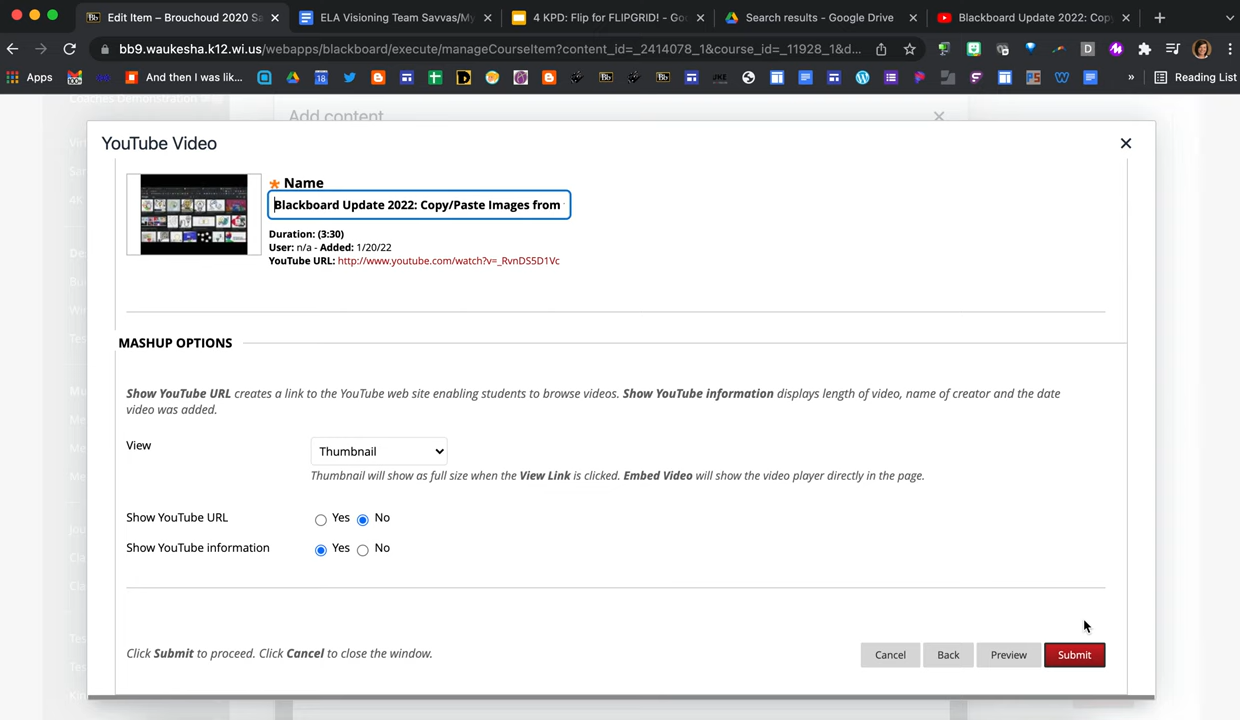 Edit Item – Brouchoud 2020 Sa
ELA Visioning Team Savvas/My
4 KPD: Flip for FLIPGRID! - Goo
Search results - Google Drive
Blackboard Update 2022: Copy
bb9.waukesha.k12.wi.us/webapps/blackboard/execute/manageCourseItem?content_id=_2414078_1&course_id=_11928_1&d...
Apps
And then I was lik...
»
Reading List
Coaches Demonstration
Add content
YouTube Video
* Name
Blackboard Update 2022: Copy/Paste Images from
Duration: (3:30)
User: n/a - Added: 1/20/22
YouTube URL: http://www.youtube.com/watch?v=_RvnDS5D1Vc
MASHUP OPTIONS
Show YouTube URL creates a link to the YouTube web site enabling students to browse videos. Show YouTube information displays length of video, name of creator and the date
video was added.
View
Thumbnail
Thumbnail will show as full size when the View Link is clicked. Embed Video will show the video player directly in the page.
Show YouTube URL
Yes No
Show YouTube information
Yes No
Click Submit to proceed. Click Cancel to close the window.
Cancel Back Preview Submit